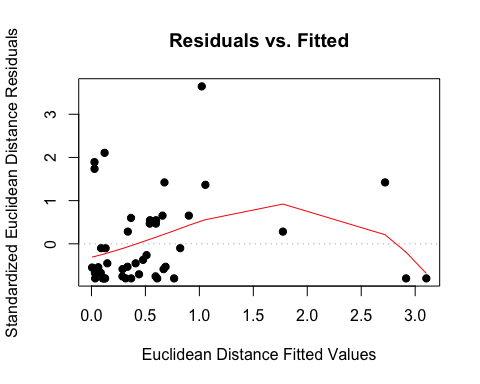 Residuals vs. Fitted
Standardized Euclidean Distance Residuals
3
2
1
0
0.0 0.5 1.0 1.5 2.0 2.5 3.0
Euclidean Distance Fitted Values